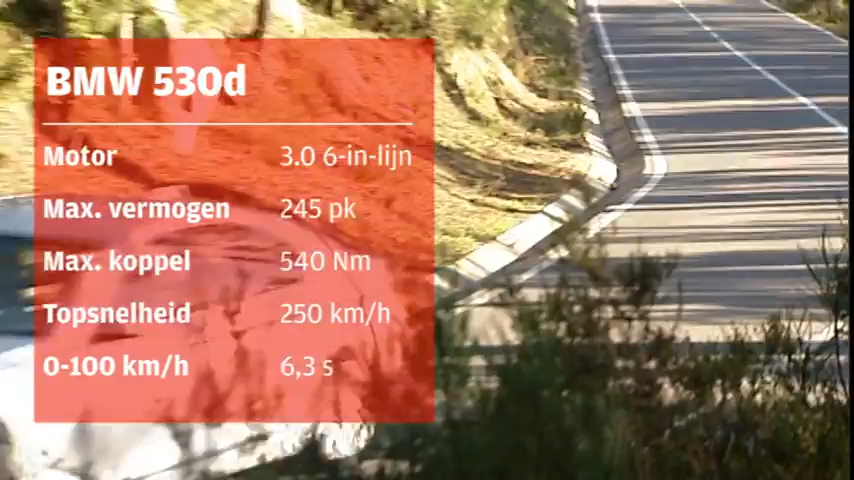 BMW 530d
Motor 3.0 6-in-lijn
Max. vermogen 245 pk
Max. koppel 540 Nm
Topsnelheid 250 km/h
0-100 km/h 6,3 s